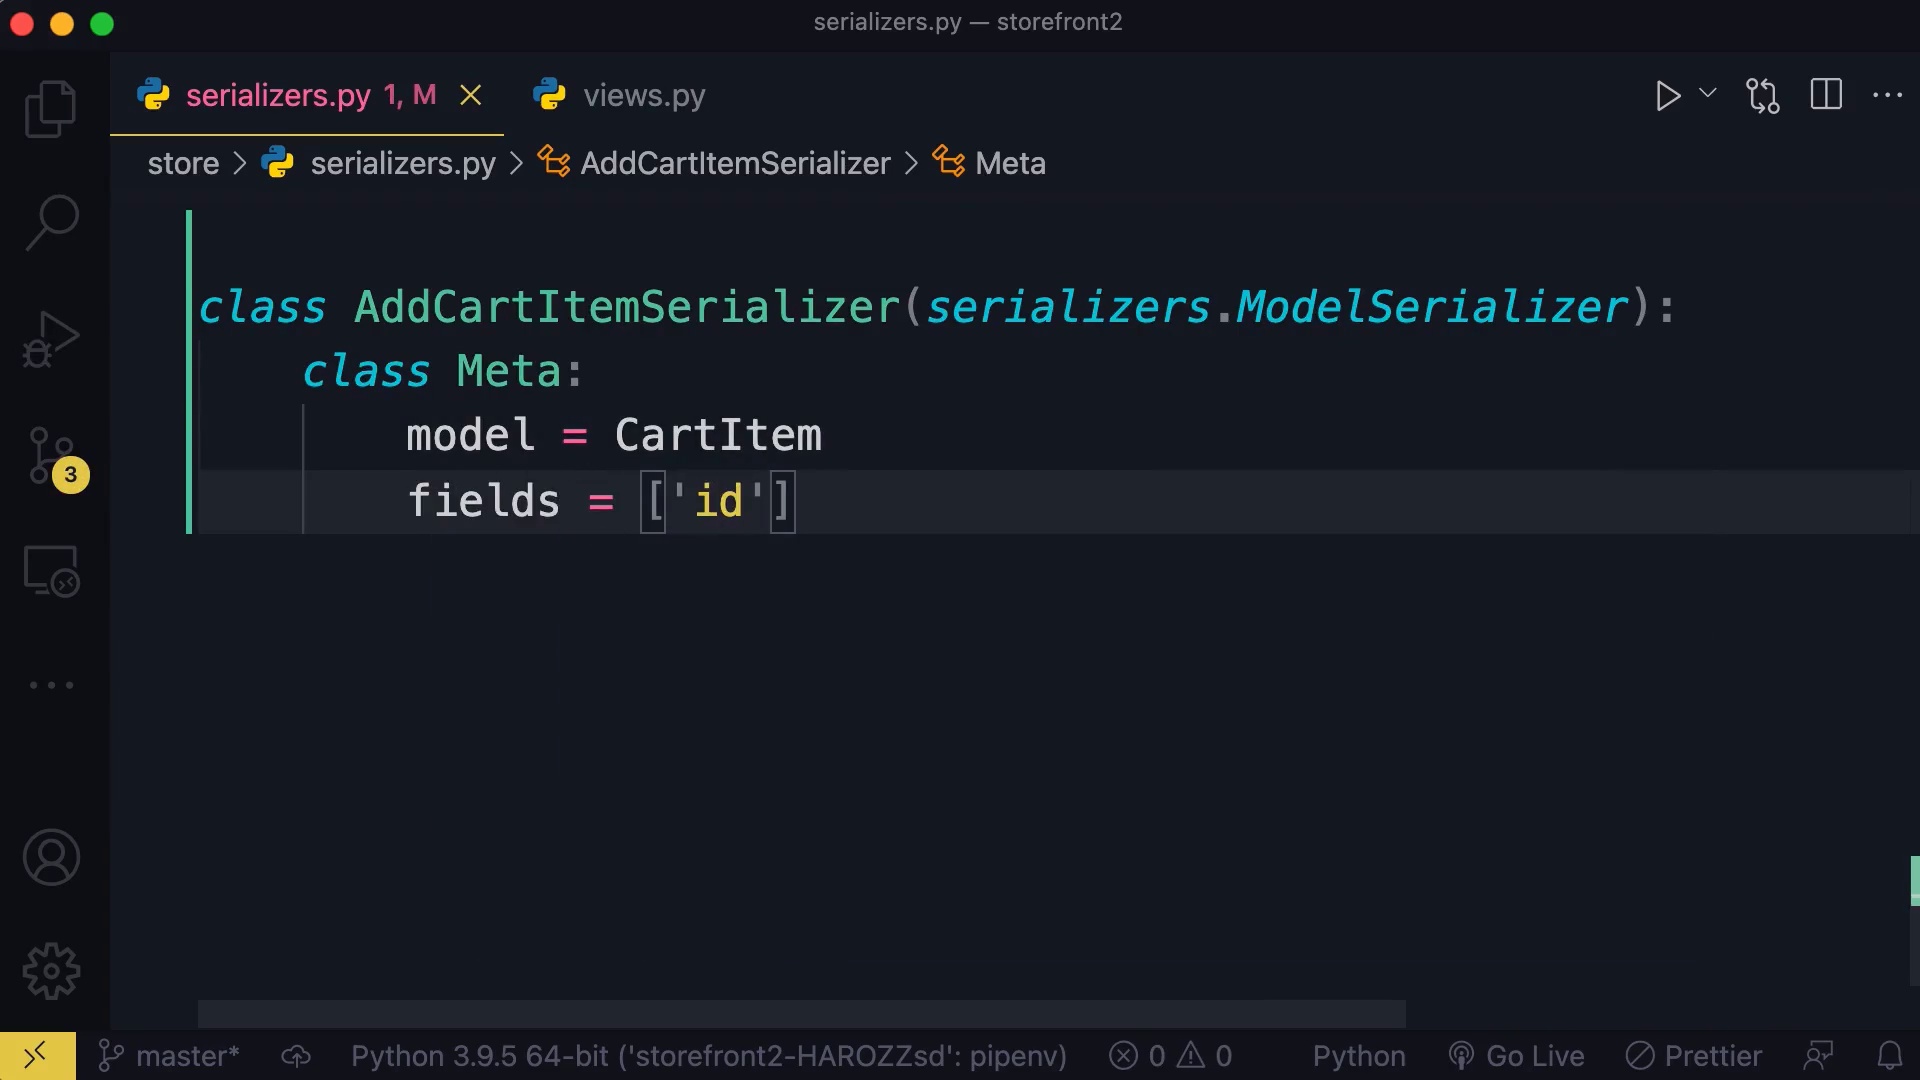 serializers.py — storefront2
serializers.py 1, M
views.py
store > serializers.py > AddCartItemSerializer > Meta
class AddCartItemSerializer(serializers.ModelSerializer):
class Meta:
model = CartItem
fields = ['id']
3
master*
Python 3.9.5 64-bit ('storefront2-HAROZZsd': pipenv)
0
0
Python
Go Live
Prettier